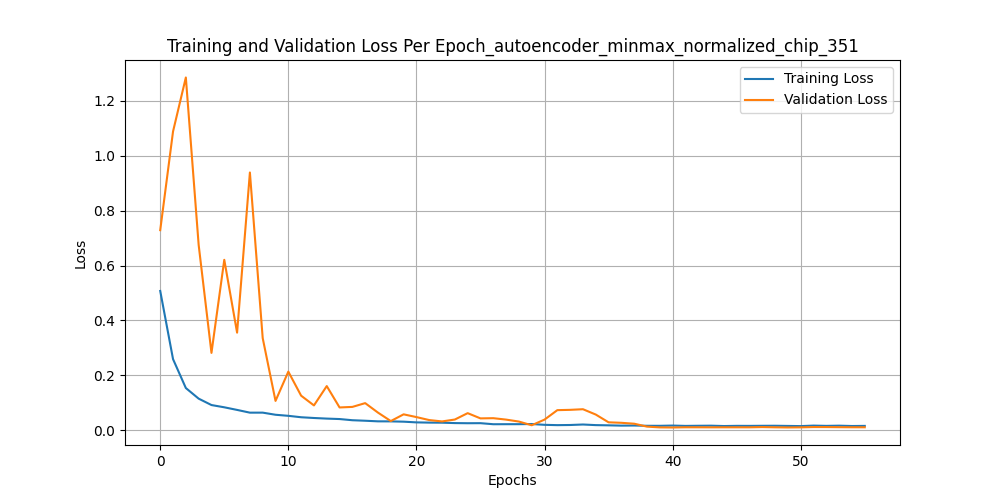 Training and Validation Loss Per Epoch_autoencoder_minmax_normalized_chip_351
Training Loss
Validation Loss
1.2
1.0
0.8
0.6
0.4
0.2
0.0
Loss
0 10 20 30 40 50
Epochs